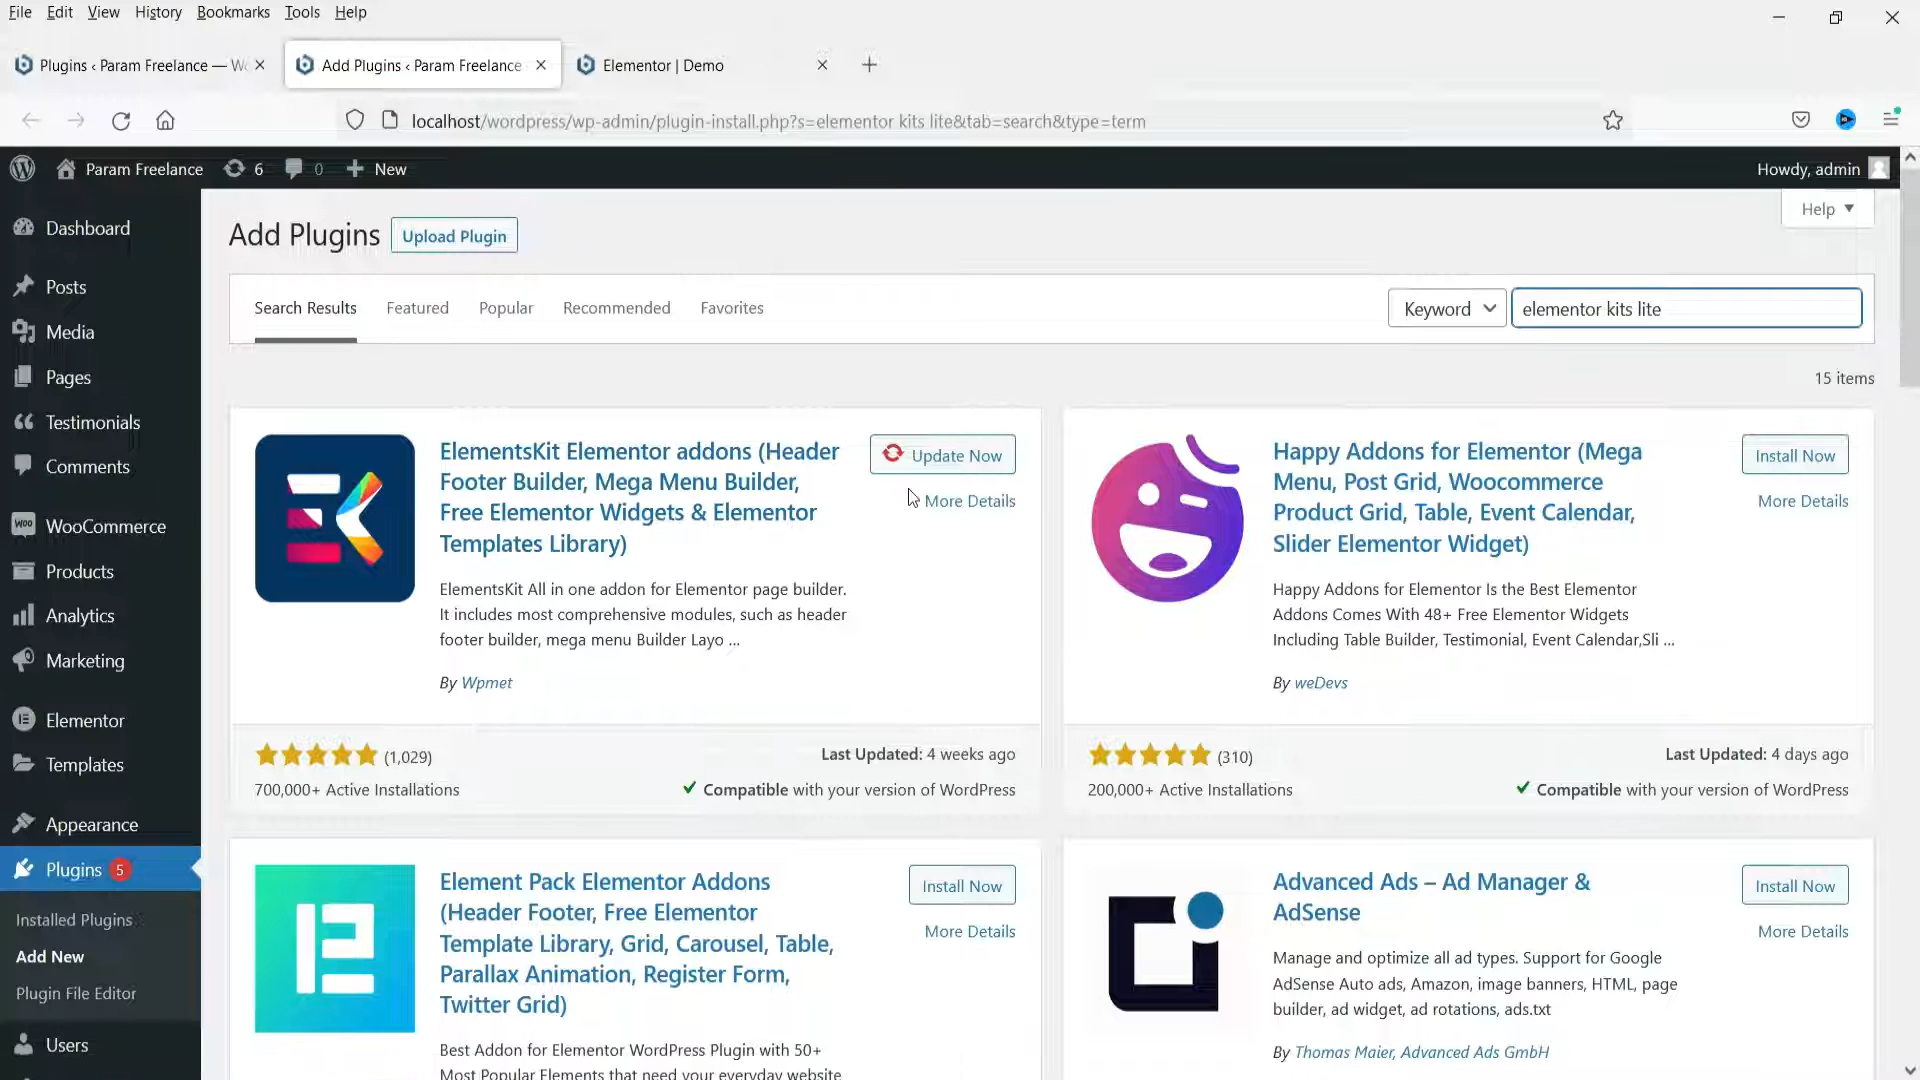 File Edit View History Bookmarks Tools Help
Plugins ‹ Param Freelance — Wo
Add Plugins ‹ Param Freelance
Elementor | Demo
localhost/wordpress/wp-admin/plugin-install.php?s=elementor kits lite&tab=search&type=term
Param Freelance 6 0 New
Howdy, admin
Help
Dashboard
Posts
Media
Pages
Testimonials
Comments
WooCommerce
Products
Analytics
Marketing
Elementor
Templates
Appearance
Plugins 5
Installed Plugins
Add New
Plugin File Editor
Users
Add Plugins Upload Plugin
Search Results Featured Popular Recommended Favorites
Keyword elementor kits lite
15 items
ElementsKit Elementor addons (Header
Footer Builder, Mega Menu Builder,
Free Elementor Widgets & Elementor
Templates Library)
Update Now
More Details
ElementsKit All in one addon for Elementor page builder.
It includes most comprehensive modules, such as header
footer builder, mega menu Builder Layo ...
By Wpmet
(1,029)
Last Updated: 4 weeks ago
700,000+ Active Installations
Compatible with your version of WordPress
Happy Addons for Elementor (Mega
Menu, Post Grid, Woocommerce
Product Grid, Table, Event Calendar,
Slider Elementor Widget)
Install Now
More Details
Happy Addons for Elementor Is the Best Elementor
Addons Comes With 48+ Free Elementor Widgets
Including Table Builder, Testimonial, Event Calendar,Sli ...
By weDevs
(310)
Last Updated: 4 days ago
200,000+ Active Installations
Compatible with your version of WordPress
Element Pack Elementor Addons
(Header Footer, Free Elementor
Template Library, Grid, Carousel, Table,
Parallax Animation, Register Form,
Twitter Grid)
Install Now
More Details
Best Addon for Elementor WordPress Plugin with 50+
Most Popular Elements that need your everyday website
Advanced Ads – Ad Manager &
AdSense
Install Now
More Details
Manage and optimize all ad types. Support for Google
AdSense Auto ads, Amazon, image banners, HTML, page
builder, ad widget, ad rotations, ads.txt
By Thomas Maier, Advanced Ads GmbH